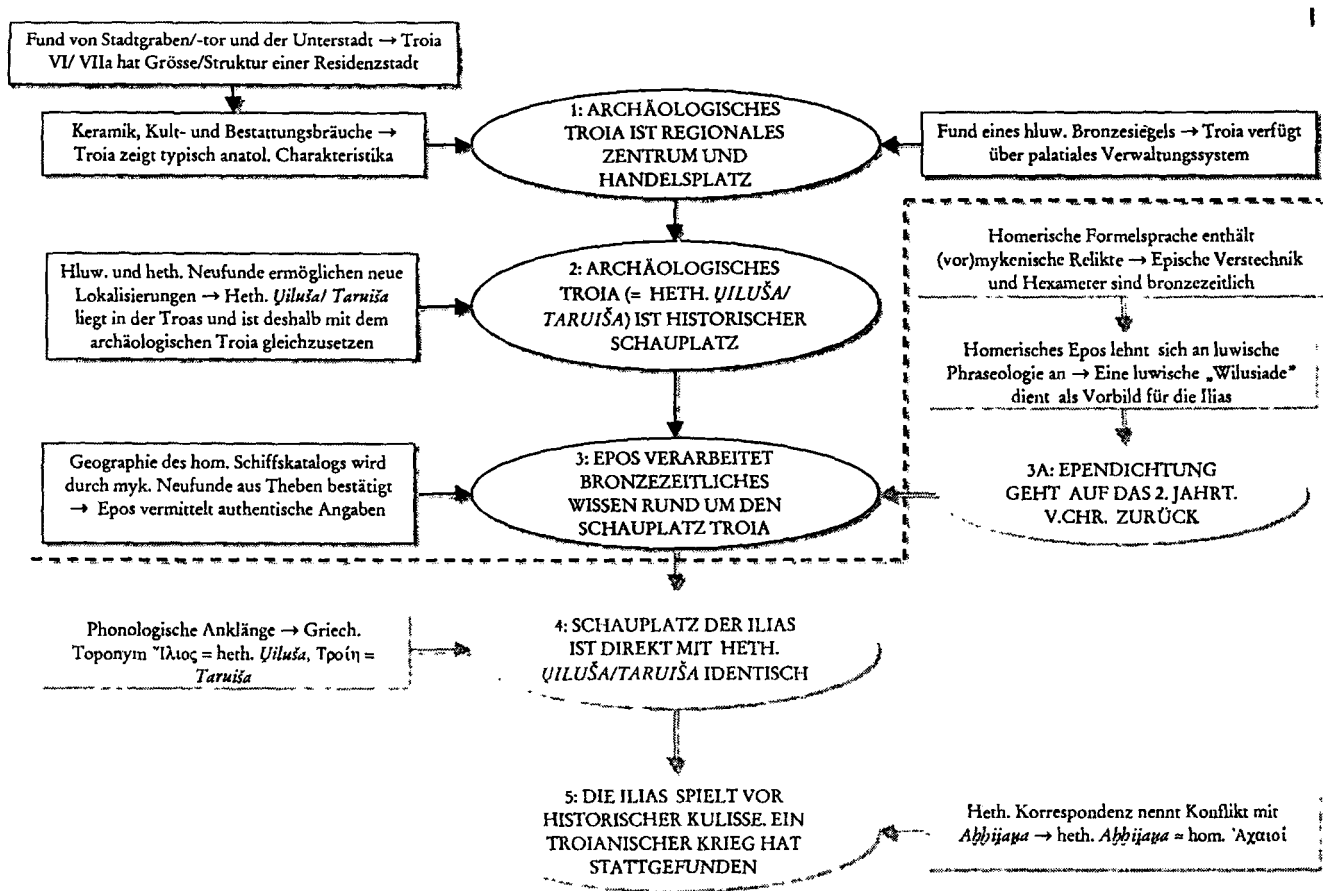 Fund von Stadtgraben/-tor und der Unterstadt → Troia
VI/ VIIa hat Grösse/Struktur einer Residenzstadt
Keramik, Kult- und Bestattungsbräuche →
Troia zeigt typisch anatol. Charakteristika
1: ARCHÄOLOGISCHES
TROIA IST REGIONALES
ZENTRUM UND
HANDELSPLATZ
Fund eines hluw. Bronzesiegels → Troia verfügt
über palatiales Verwaltungssystem
Hluw. und heth. Neufunde ermöglichen neue
Lokalisierungen → Heth. U̯iluša/ Taruiša
liegt in der Troas und ist deshalb mit dem
archäologischen Troia gleichzusetzen
2: ARCHÄOLOGISCHES
TROIA (= HETH. U̯ILUŠA/
TARUIŠA) IST HISTORISCHER
SCHAUPLATZ
Homerische Formelsprache enthält
(vor)mykenische Relikte → Epische Verstechnik
und Hexameter sind bronzezeitlich
Homerisches Epos lehnt sich an luwische
Phraseologie an → Eine luwische „Wilusiade"
dient als Vorbild für die Ilias
Geographie des hom. Schiffskatalogs wird
durch myk. Neufunde aus Theben bestätigt
→ Epos vermittelt authentische Angaben
3: EPOS VERARBEITET
BRONZEZEITLICHES
WISSEN RUND UM DEN
SCHAUPLATZ TROIA
3A: EPENDICHTUNG
GEHT AUF DAS 2. JAHRT.
V.CHR. ZURÜCK
Phonologische Anklänge → Griech.
Toponym Ἴλιος = heth. U̯iluša, Τροίη =
Taruiša
4: SCHAUPLATZ DER ILIAS
IST DIREKT MIT HETH.
U̯ILUŠA/TARUIŠA IDENTISCH
5: DIE ILIAS SPIELT VOR
HISTORISCHER KULISSE. EIN
TROIANISCHER KRIEG HAT
STATTGEFUNDEN
Heth. Korrespondenz nennt Konflikt mit
Aḫḫijau̯a → heth. Aḫḫijau̯a ≈ hom. Ἀχαιοί